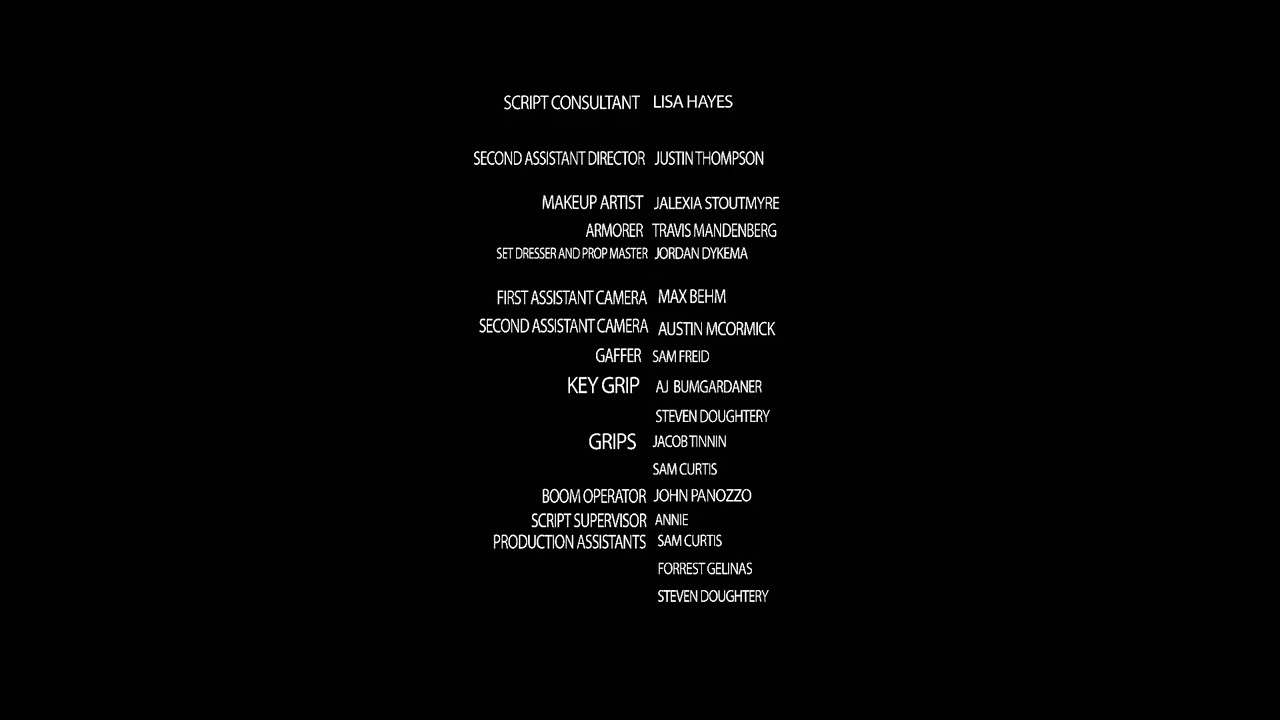 SCRIPT CONSULTANT LISA HAYES
SECOND ASSISTANT DIRECTOR JUSTIN THOMPSON
MAKEUP ARTIST JALEXIA STOUTMYRE
ARMORER TRAVIS MANDENBERG
SET DRESSER AND PROP MASTER JORDAN DYKEMA
FIRST ASSISTANT CAMERA MAX BEHM
SECOND ASSISTANT CAMERA AUSTIN MCORMICK
GAFFER SAM FREID
KEY GRIP AJ BUMGARDANER
STEVEN DOUGHTERY
GRIPS JACOB TINNIN
SAM CURTIS
BOOM OPERATOR JOHN PANOZZO
SCRIPT SUPERVISOR ANNIE
PRODUCTION ASSISTANTS SAM CURTIS
FORREST GELINAS
STEVEN DOUGHTERY